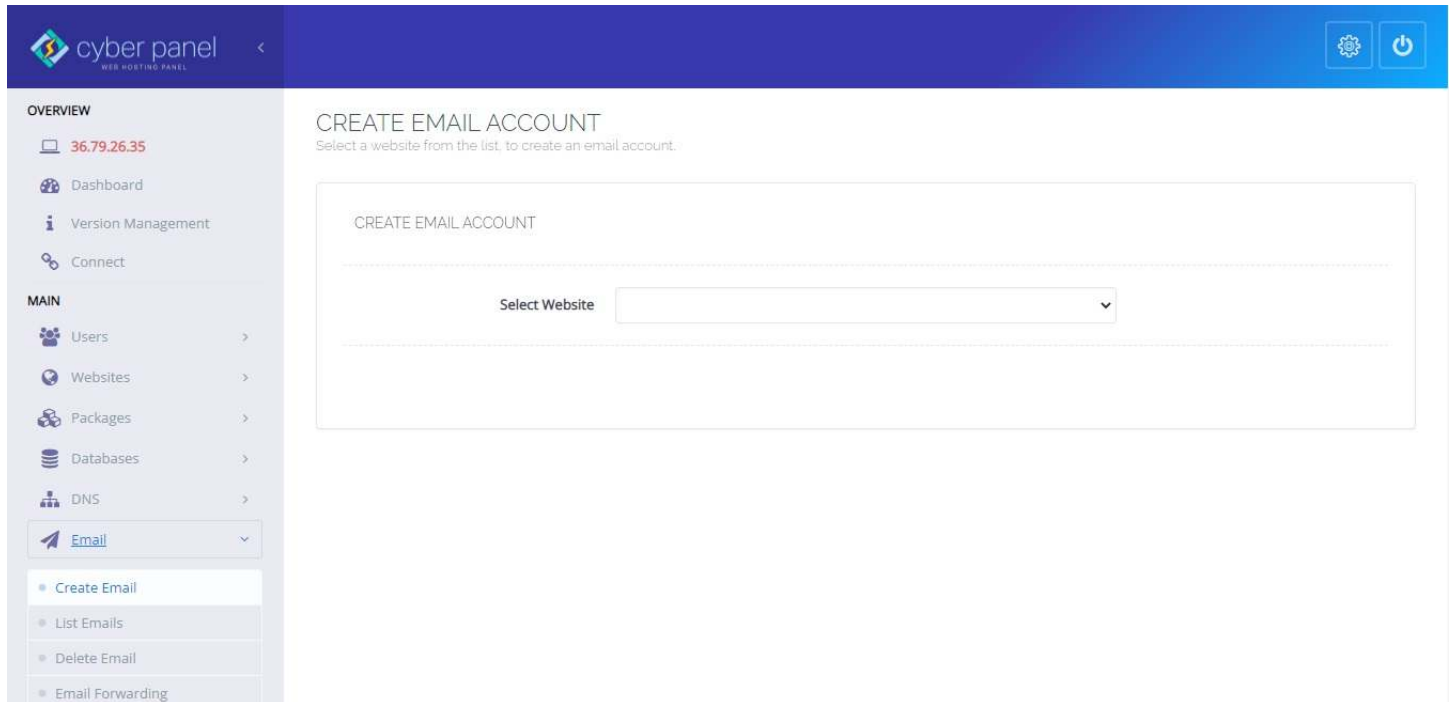 cyber panel
WEB HOSTING PANEL
OVERVIEW
36.79.26.35
Dashboard
Version Management
Connect
MAIN
Users
Websites
Packages
Databases
DNS
Email
Create Email
List Emails
Delete Email
Email Forwarding
CREATE EMAIL ACCOUNT
Select a website from the list, to create an email account.
CREATE EMAIL ACCOUNT
Select Website